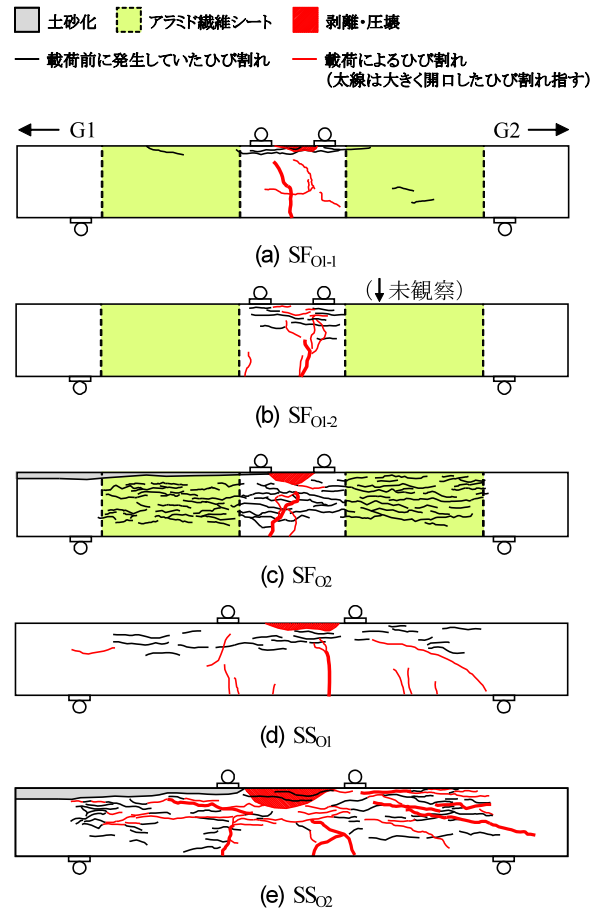 土砂化 アラミド繊維シート 剥離・圧壊
載荷前に発生していたひび割れ 載荷によるひび割れ
(太線は大きく開口したひび割れ指す)
G1 G2
(a) SFO1-1
(↓未観察)
(b) SFO1-2
(c) SFO2
(d) SSO1
(e) SSO2